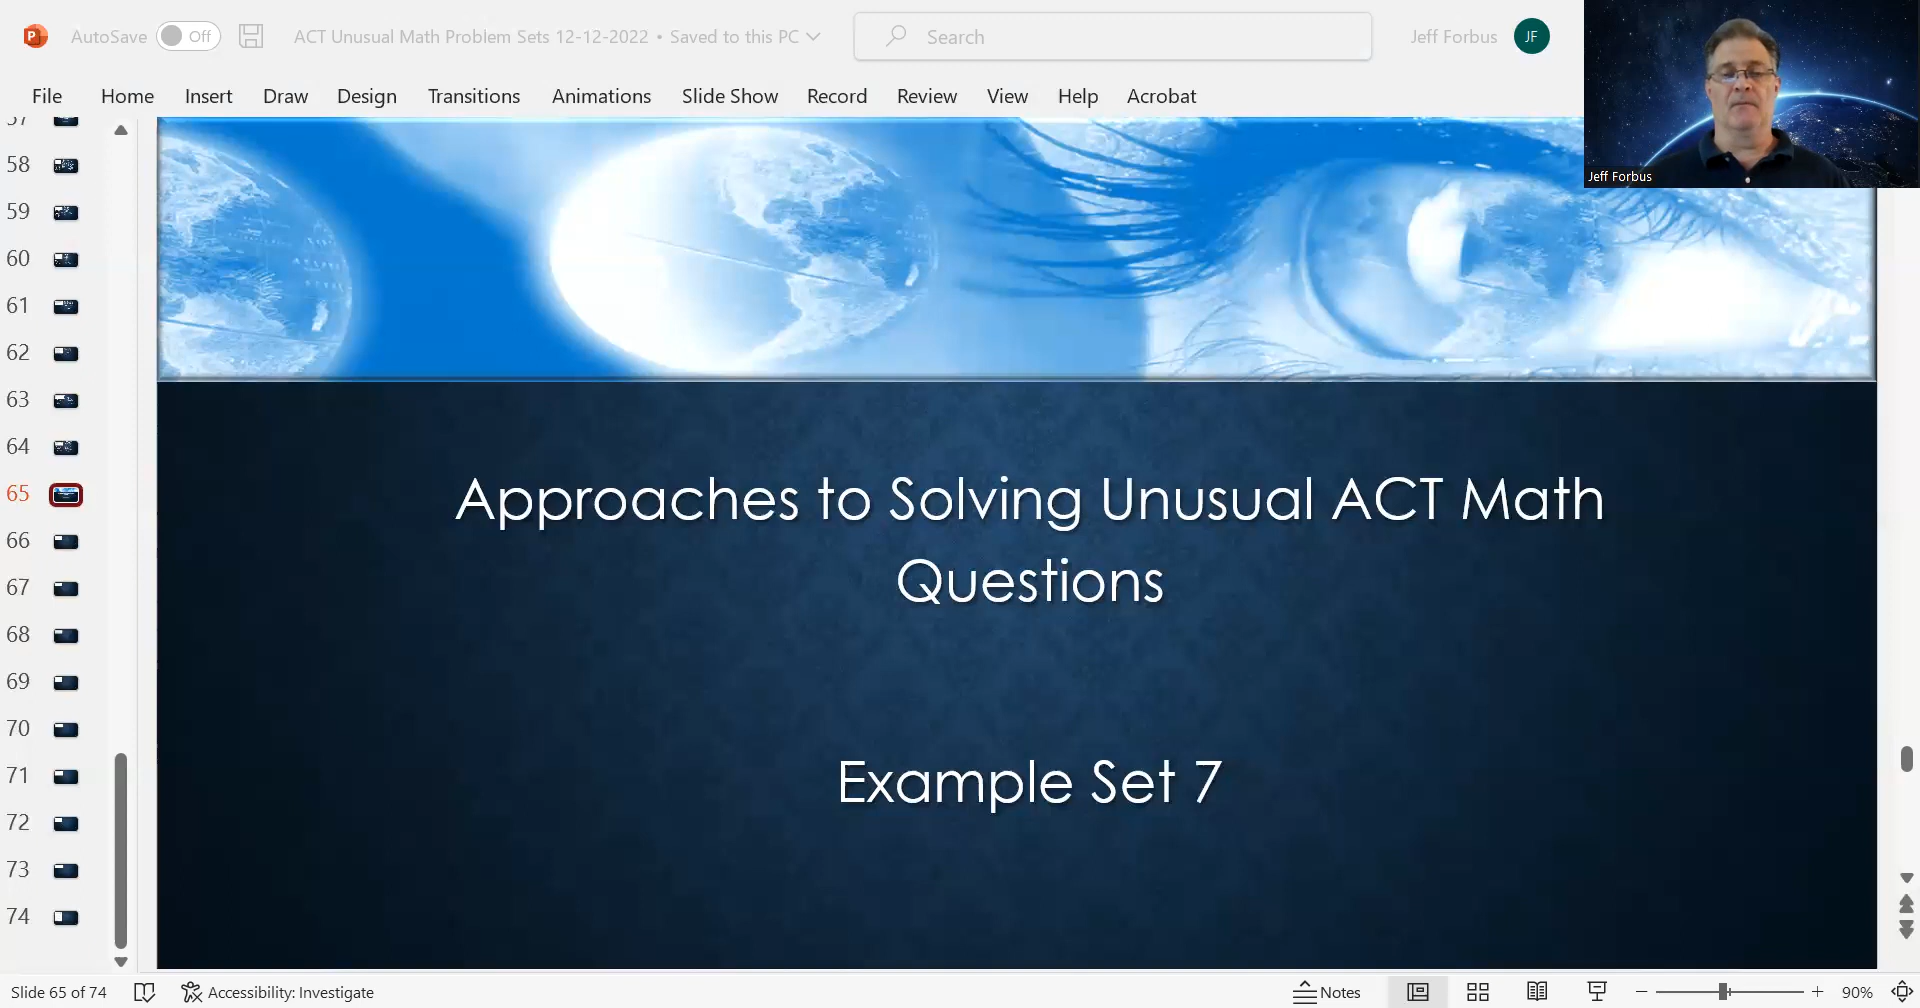 AutoSave Off ACT Unusual Math Problem Sets 12-12-2022 • Saved to this PC Search Jeff Forbus JF
File Home Insert Draw Design Transitions Animations Slide Show Record Review View Help Acrobat
Jeff Forbus
57
58
59
60
61
62
63
64
65
66
67
68
69
70
71
72
73
74
Approaches to Solving Unusual ACT Math
Questions
Example Set 7
Slide 65 of 74 Accessibility: Investigate Notes 90%